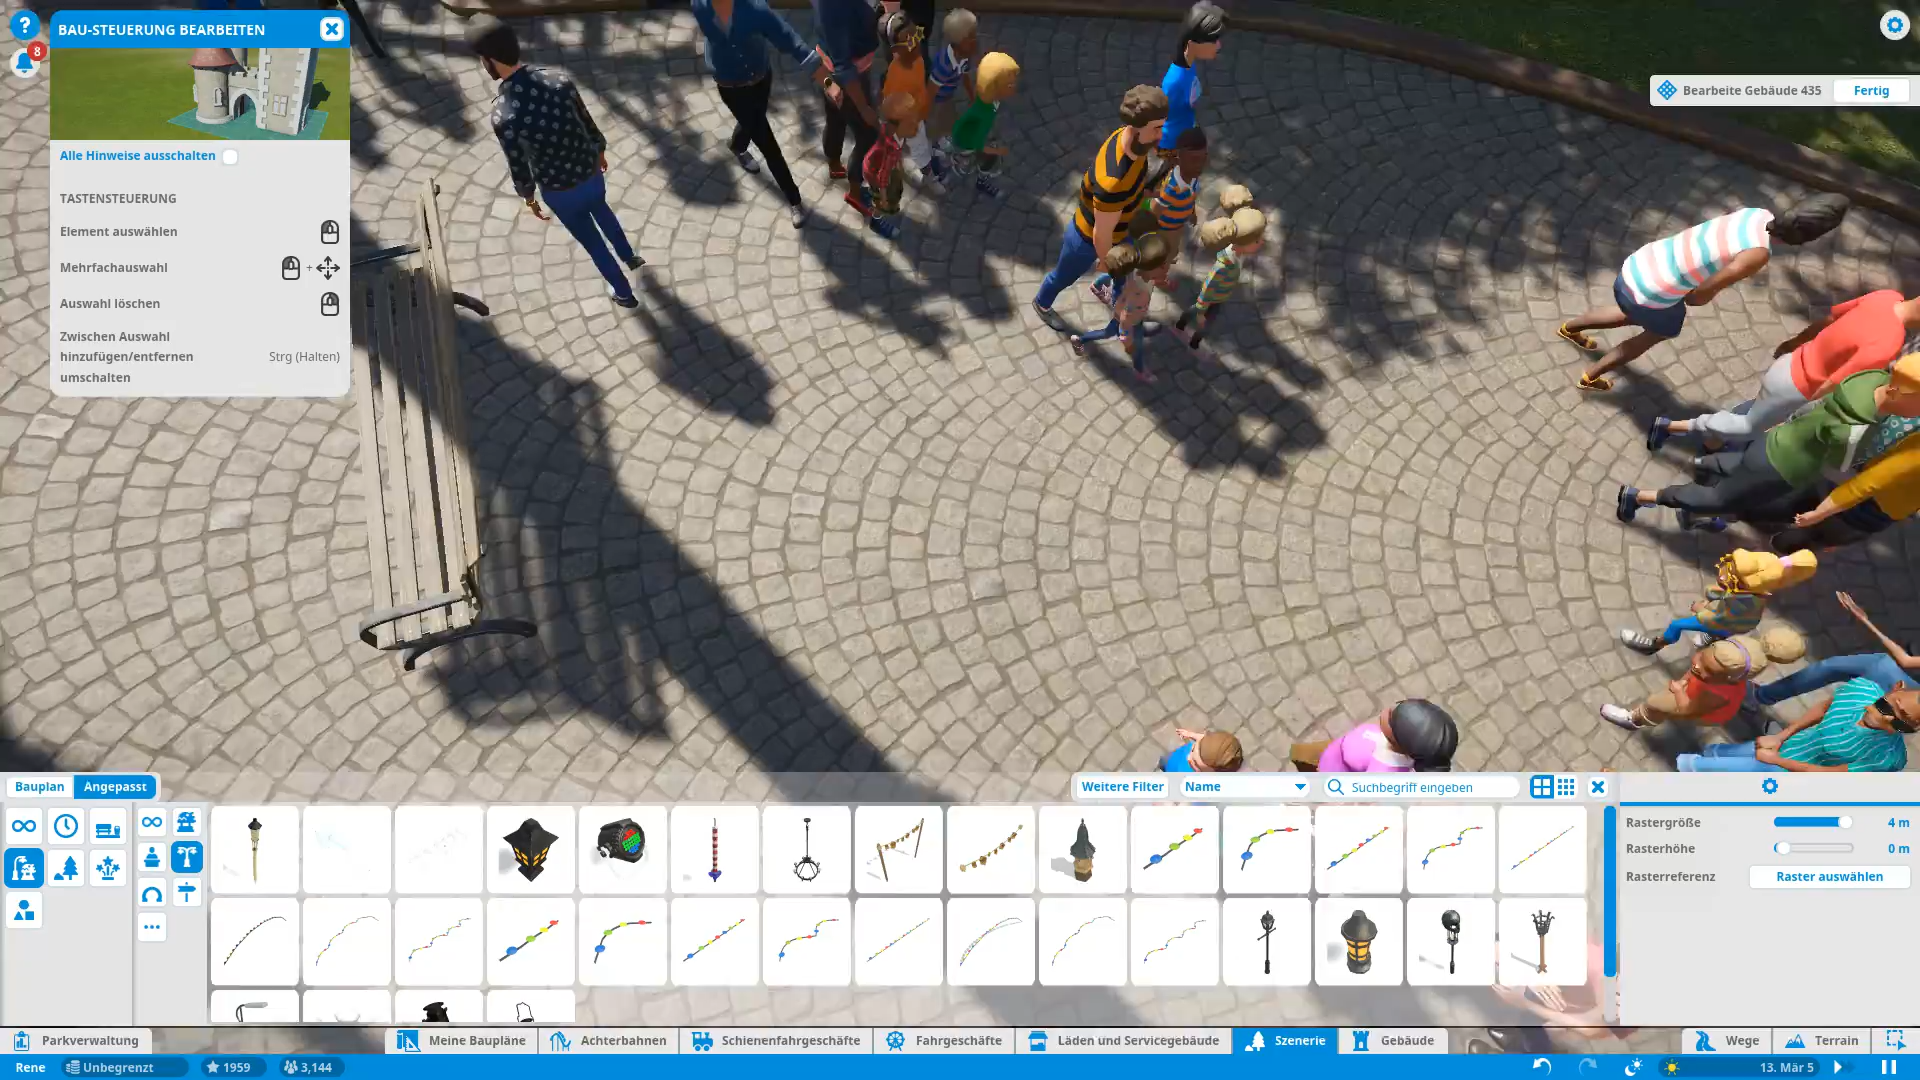 ?
BAU-STEUERUNG BEARBEITEN
8
Alle Hinweise ausschalten
TASTENSTEUERUNG
Element auswählen
Mehrfachauswahl
+
Auswahl löschen
Zwischen Auswahl
hinzufügen/entfernen
umschalten
Strg (Halten)
Bearbeite Gebäude 435
Fertig
Bauplan
Angepasst
Weitere Filter
Name
Suchbegriff eingeben
Rastergröße
4 m
Rasterhöhe
0 m
Rasterreferenz
Raster auswählen
Parkverwaltung
Meine Baupläne
Achterbahnen
Schienenfahrgeschäfte
Fahrgeschäfte
Läden und Servicegebäude
Szenerie
Gebäude
Wege
Terrain
Rene
Unbegrenzt
1959
3,144
13. Mär 5